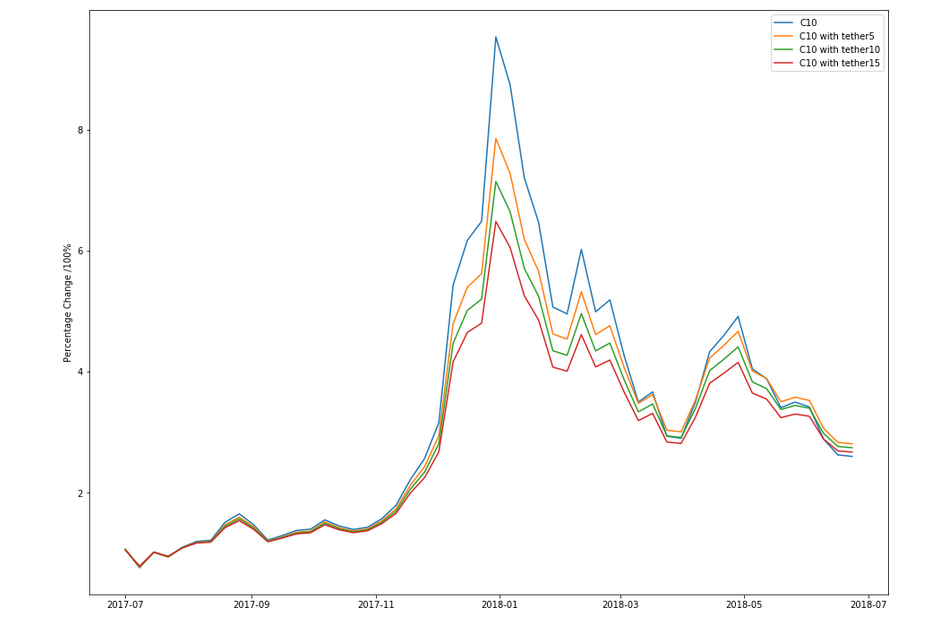 C10
C10 with tether5
C10 with tether10
C10 with tether15
Percentage Change /100%
8
6
4
2
2017-07 2017-09 2017-11 2018-01 2018-03 2018-05 2018-07